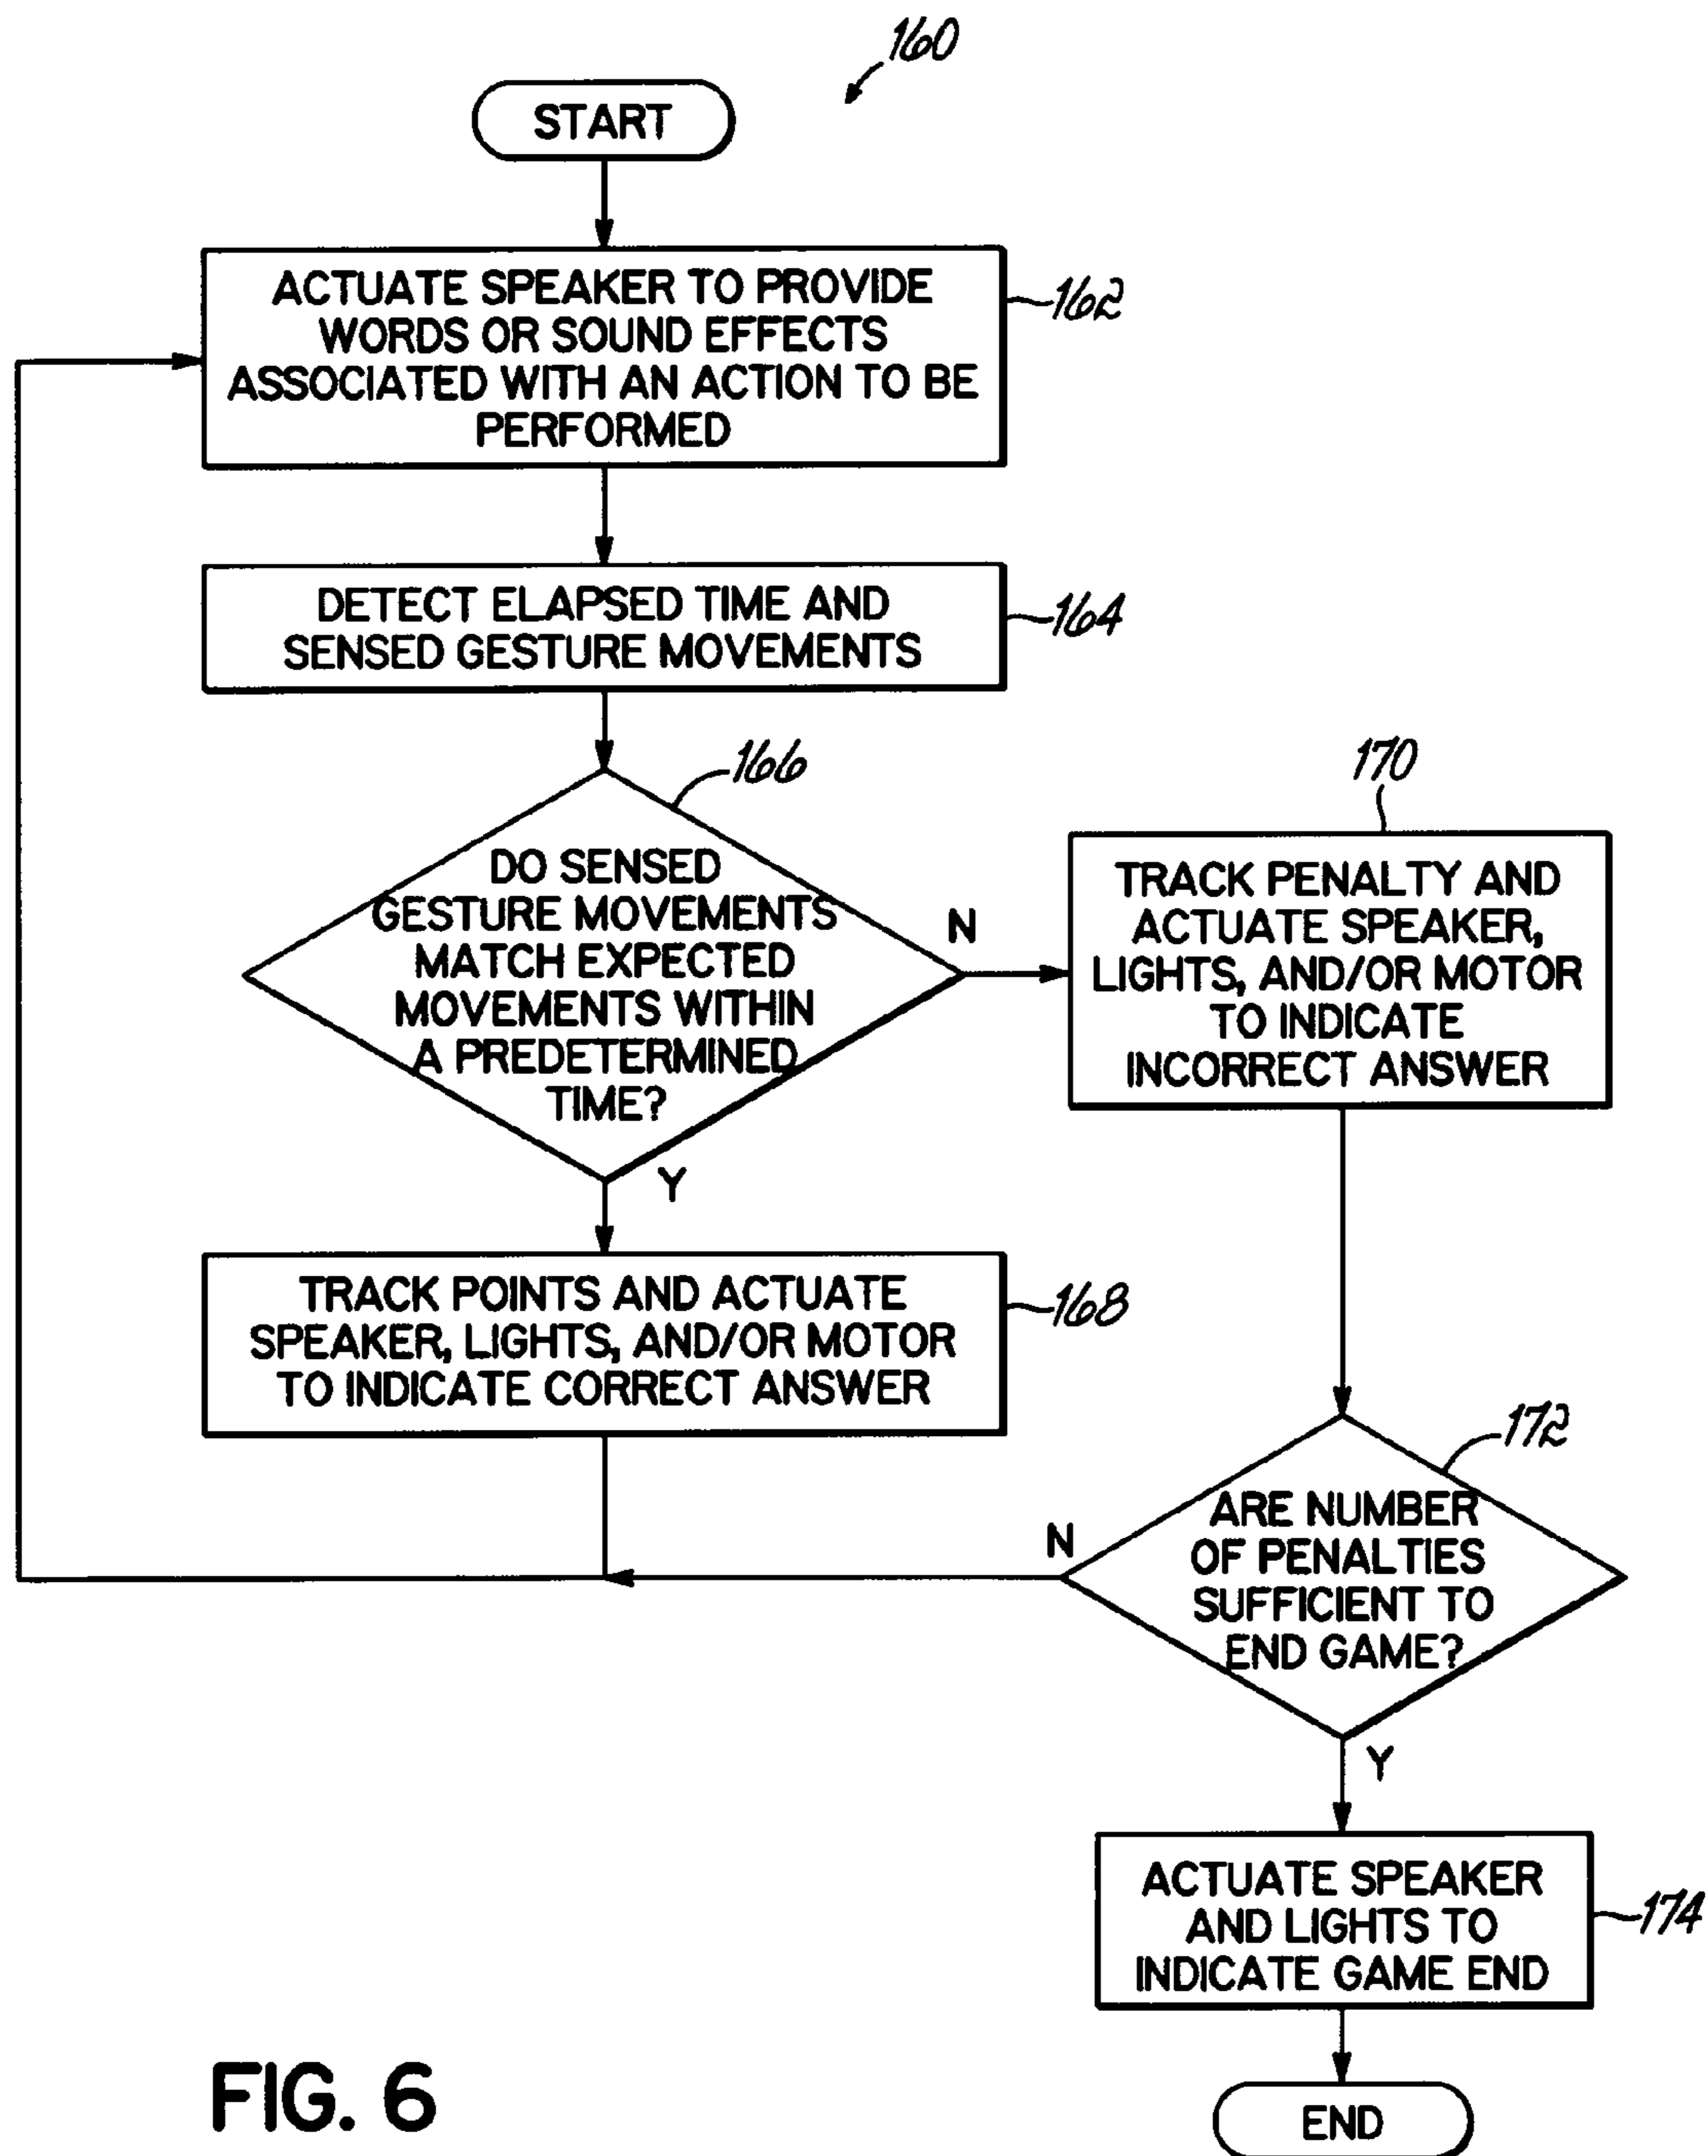 160
START
ACTUATE SPEAKER TO PROVIDE
WORDS OR SOUND EFFECTS
ASSOCIATED WITH AN ACTION TO BE
PERFORMED
162
DETECT ELAPSED TIME AND
SENSED GESTURE MOVEMENTS
164
166
DO SENSED
GESTURE MOVEMENTS
MATCH EXPECTED
MOVEMENTS WITHIN
A PREDETERMINED
TIME?
N
Y
170
TRACK PENALTY AND
ACTUATE SPEAKER,
LIGHTS, AND/OR MOTOR
TO INDICATE
INCORRECT ANSWER
TRACK POINTS AND ACTUATE
SPEAKER, LIGHTS, AND/OR MOTOR
TO INDICATE CORRECT ANSWER
168
172
ARE NUMBER
OF PENALTIES
SUFFICIENT TO
END GAME?
N
Y
ACTUATE SPEAKER
AND LIGHTS TO
INDICATE GAME END
174
END
FIG. 6